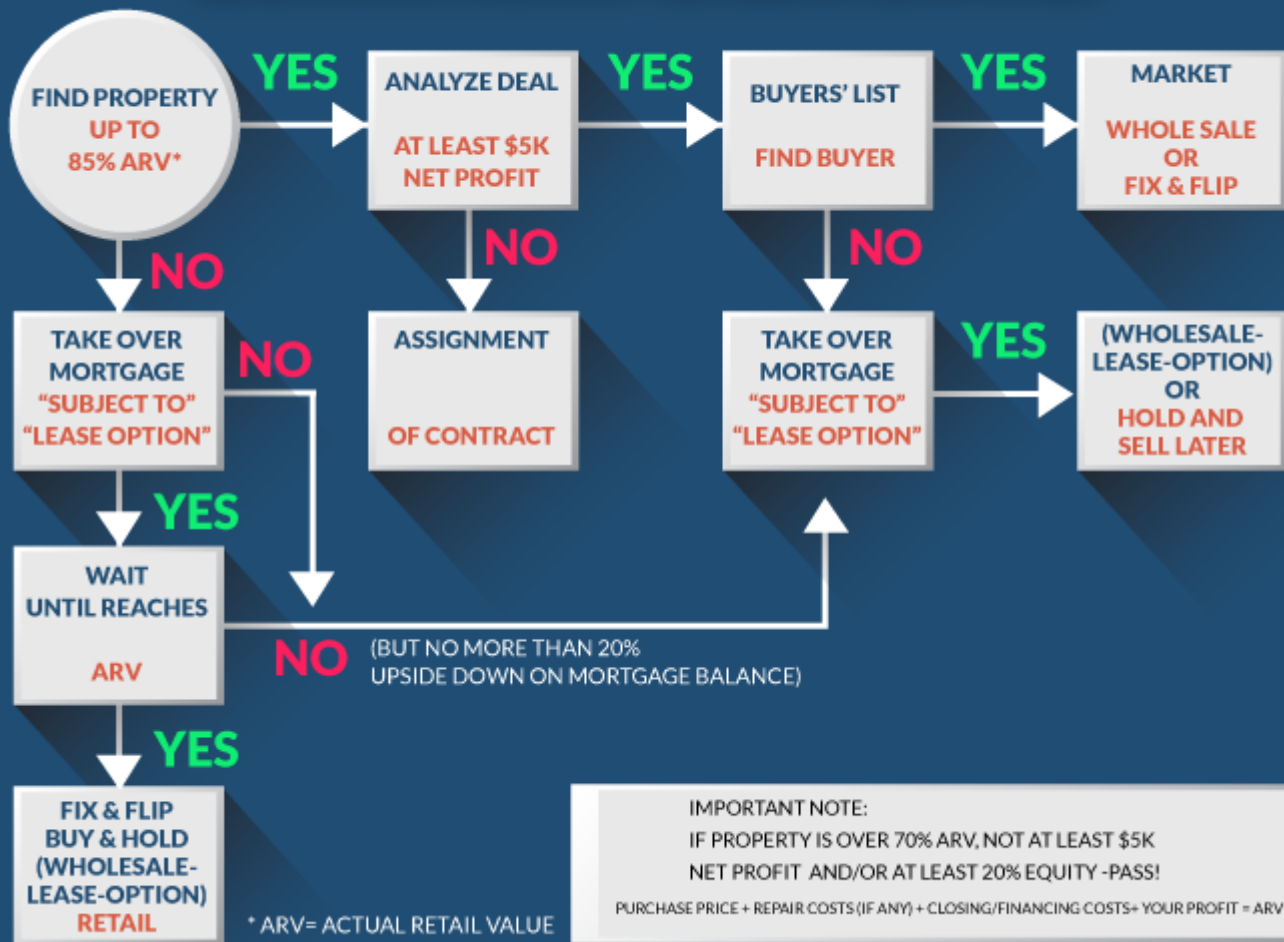 FIND PROPERTY
UP TO
85% ARV*
YES
ANALYZE DEAL
AT LEAST $5K
NET PROFIT
YES
BUYERS' LIST
FIND BUYER
YES
MARKET
WHOLE SALE
OR
FIX & FLIP
NO
NO
NO
TAKE OVER
MORTGAGE
“SUBJECT TO”
“LEASE OPTION”
NO
ASSIGNMENT
OF CONTRACT
TAKE OVER
MORTGAGE
“SUBJECT TO”
“LEASE OPTION”
YES
(WHOLESALE-
LEASE-OPTION)
OR
HOLD AND
SELL LATER
YES
WAIT
UNTIL REACHES
ARV
NO
(BUT NO MORE THAN 20%
UPSIDE DOWN ON MORTGAGE BALANCE)
YES
FIX & FLIP
BUY & HOLD
(WHOLESALE-
LEASE-OPTION)
RETAIL
* ARV= ACTUAL RETAIL VALUE
IMPORTANT NOTE:
IF PROPERTY IS OVER 70% ARV, NOT AT LEAST $5K
NET PROFIT AND/OR AT LEAST 20% EQUITY -PASS!
PURCHASE PRICE + REPAIR COSTS (IF ANY) + CLOSING/FINANCING COSTS+ YOUR PROFIT = ARV